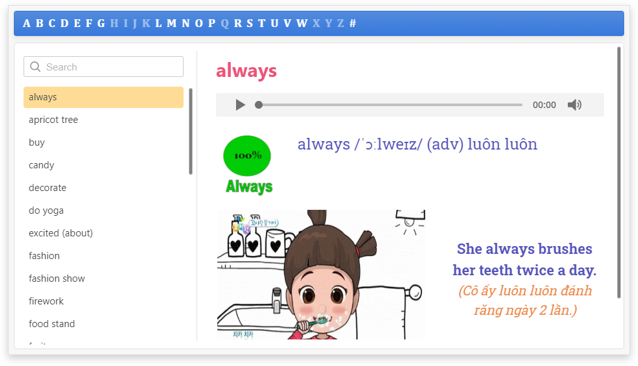 A B C D E F G H I J K L M N O P Q R S T U V W X Y Z #
Search
always
apricot tree
buy
candy
decorate
do yoga
excited (about)
fashion
fashion show
firework
food stand
always
00:00
100%
Always
always /ˈɔːlweɪz/ (adv) luôn luôn
She always brushes
her teeth twice a day.
(Cô ấy luôn luôn đánh
răng ngày 2 lần.)